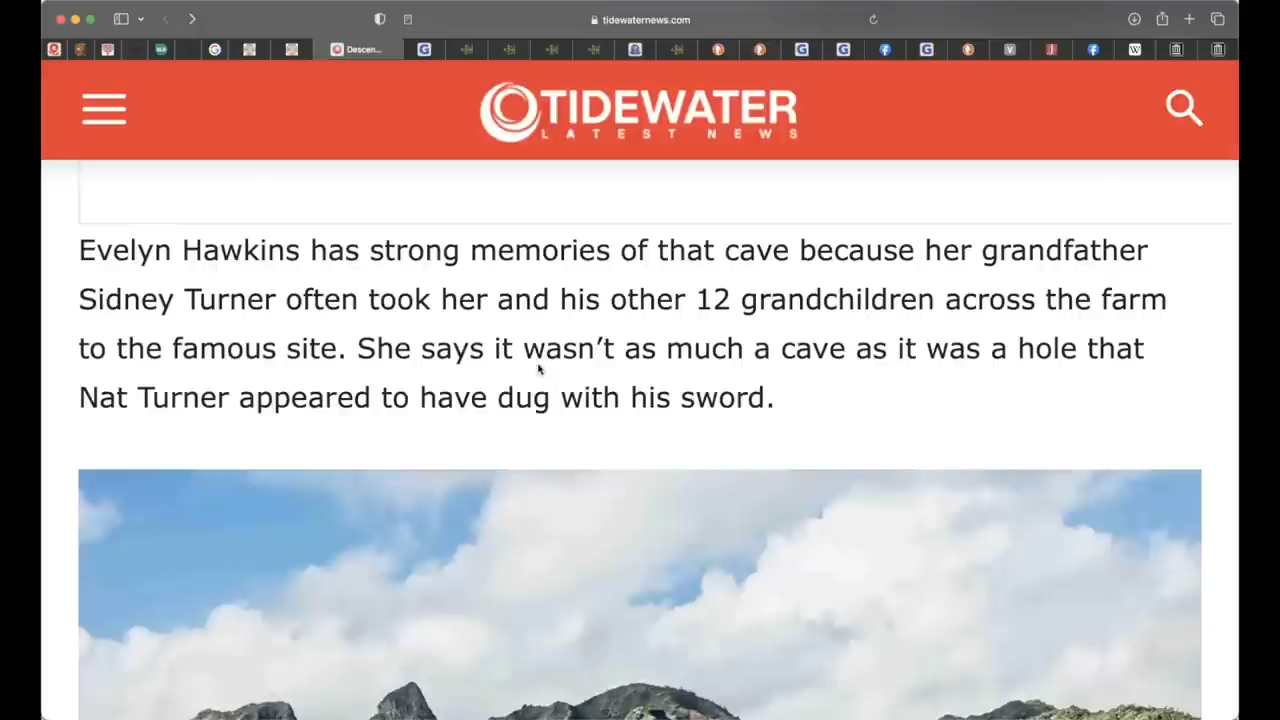 tidewaternews.com
Descen...
TIDEWATER
LATEST NEWS
Evelyn Hawkins has strong memories of that cave because her grandfather
Sidney Turner often took her and his other 12 grandchildren across the farm
to the famous site. She says it wasn’t as much a cave as it was a hole that
Nat Turner appeared to have dug with his sword.